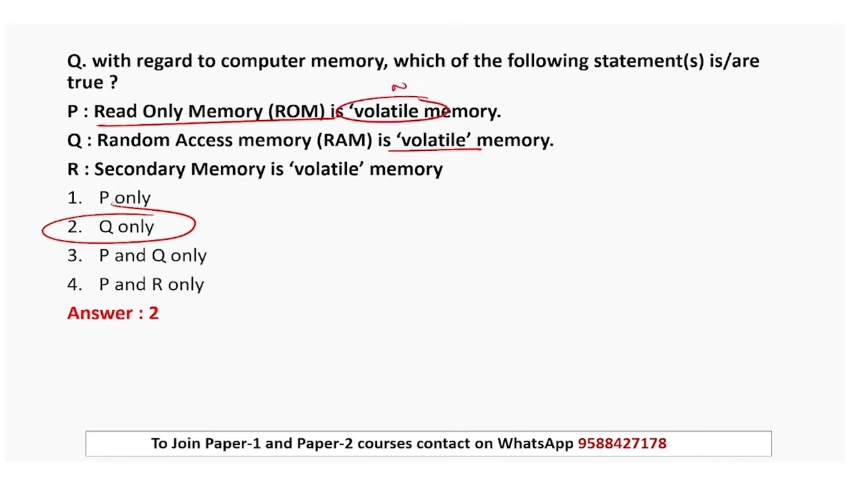 Q. with regard to computer memory, which of the following statement(s) is/are
true ?
P : Read Only Memory (ROM) is ‘volatile memory.
Q : Random Access memory (RAM) is ‘volatile’ memory.
R : Secondary Memory is ‘volatile’ memory
1. P only
2. Q only
3. P and Q only
4. P and R only
Answer : 2
To Join Paper-1 and Paper-2 courses contact on WhatsApp 9588427178